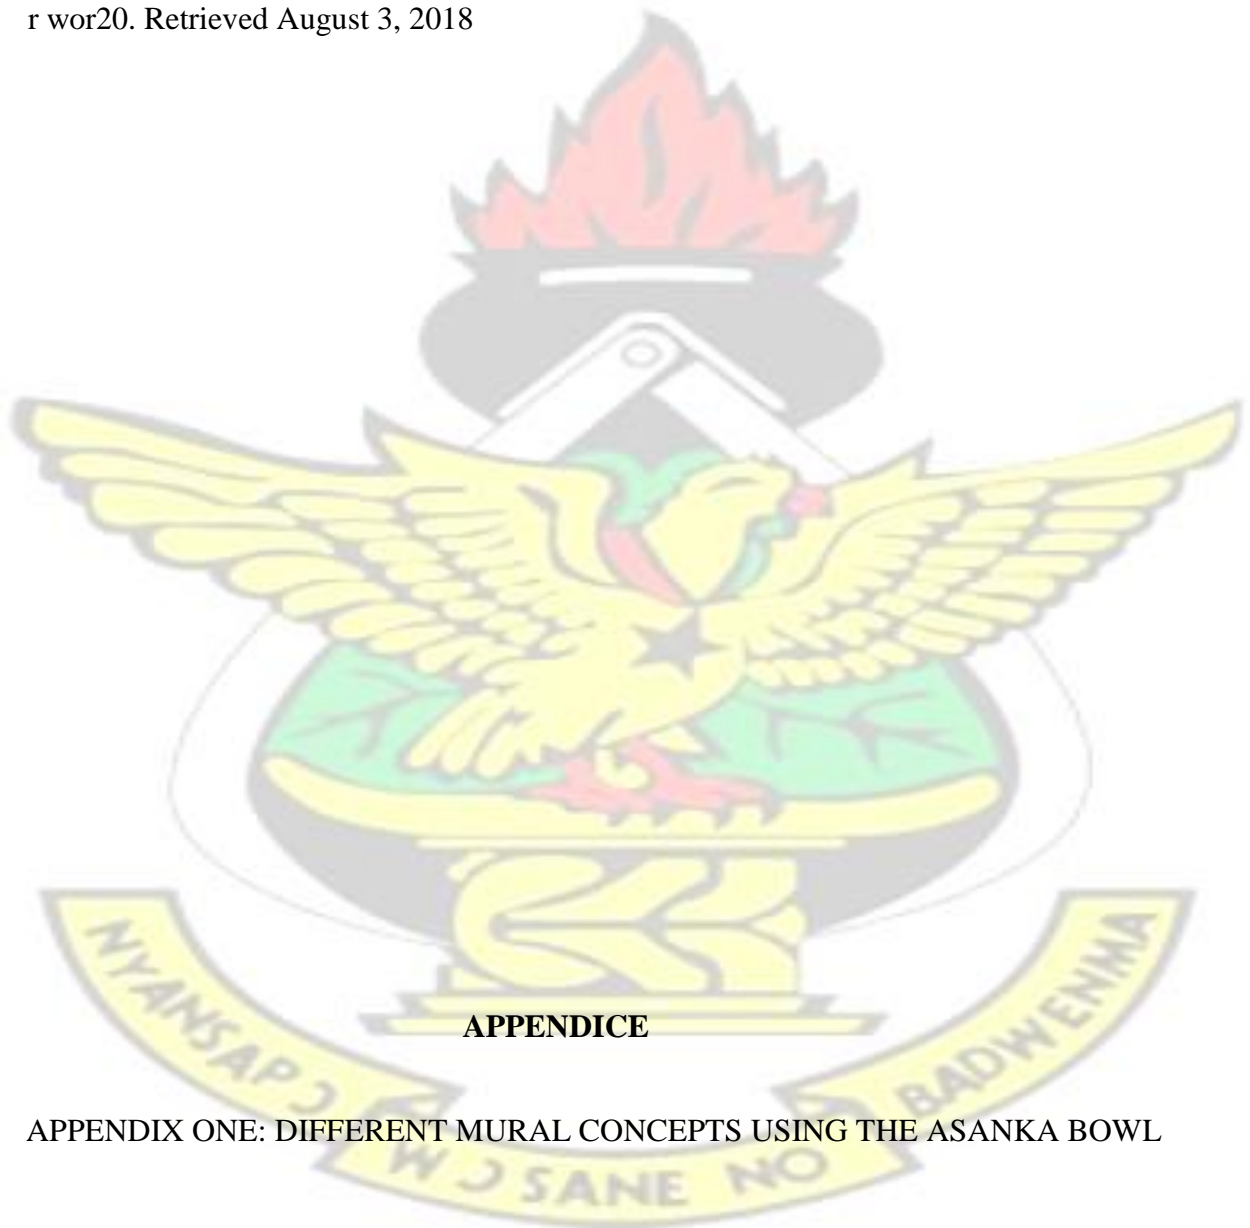 r wor20. Retrieved August 3, 2018
APPENDICE
APPENDIX ONE: DIFFERENT MURAL CONCEPTS USING THE ASANKA BOWL
NYANSAPƆ WƆSANE NO BADWENMA